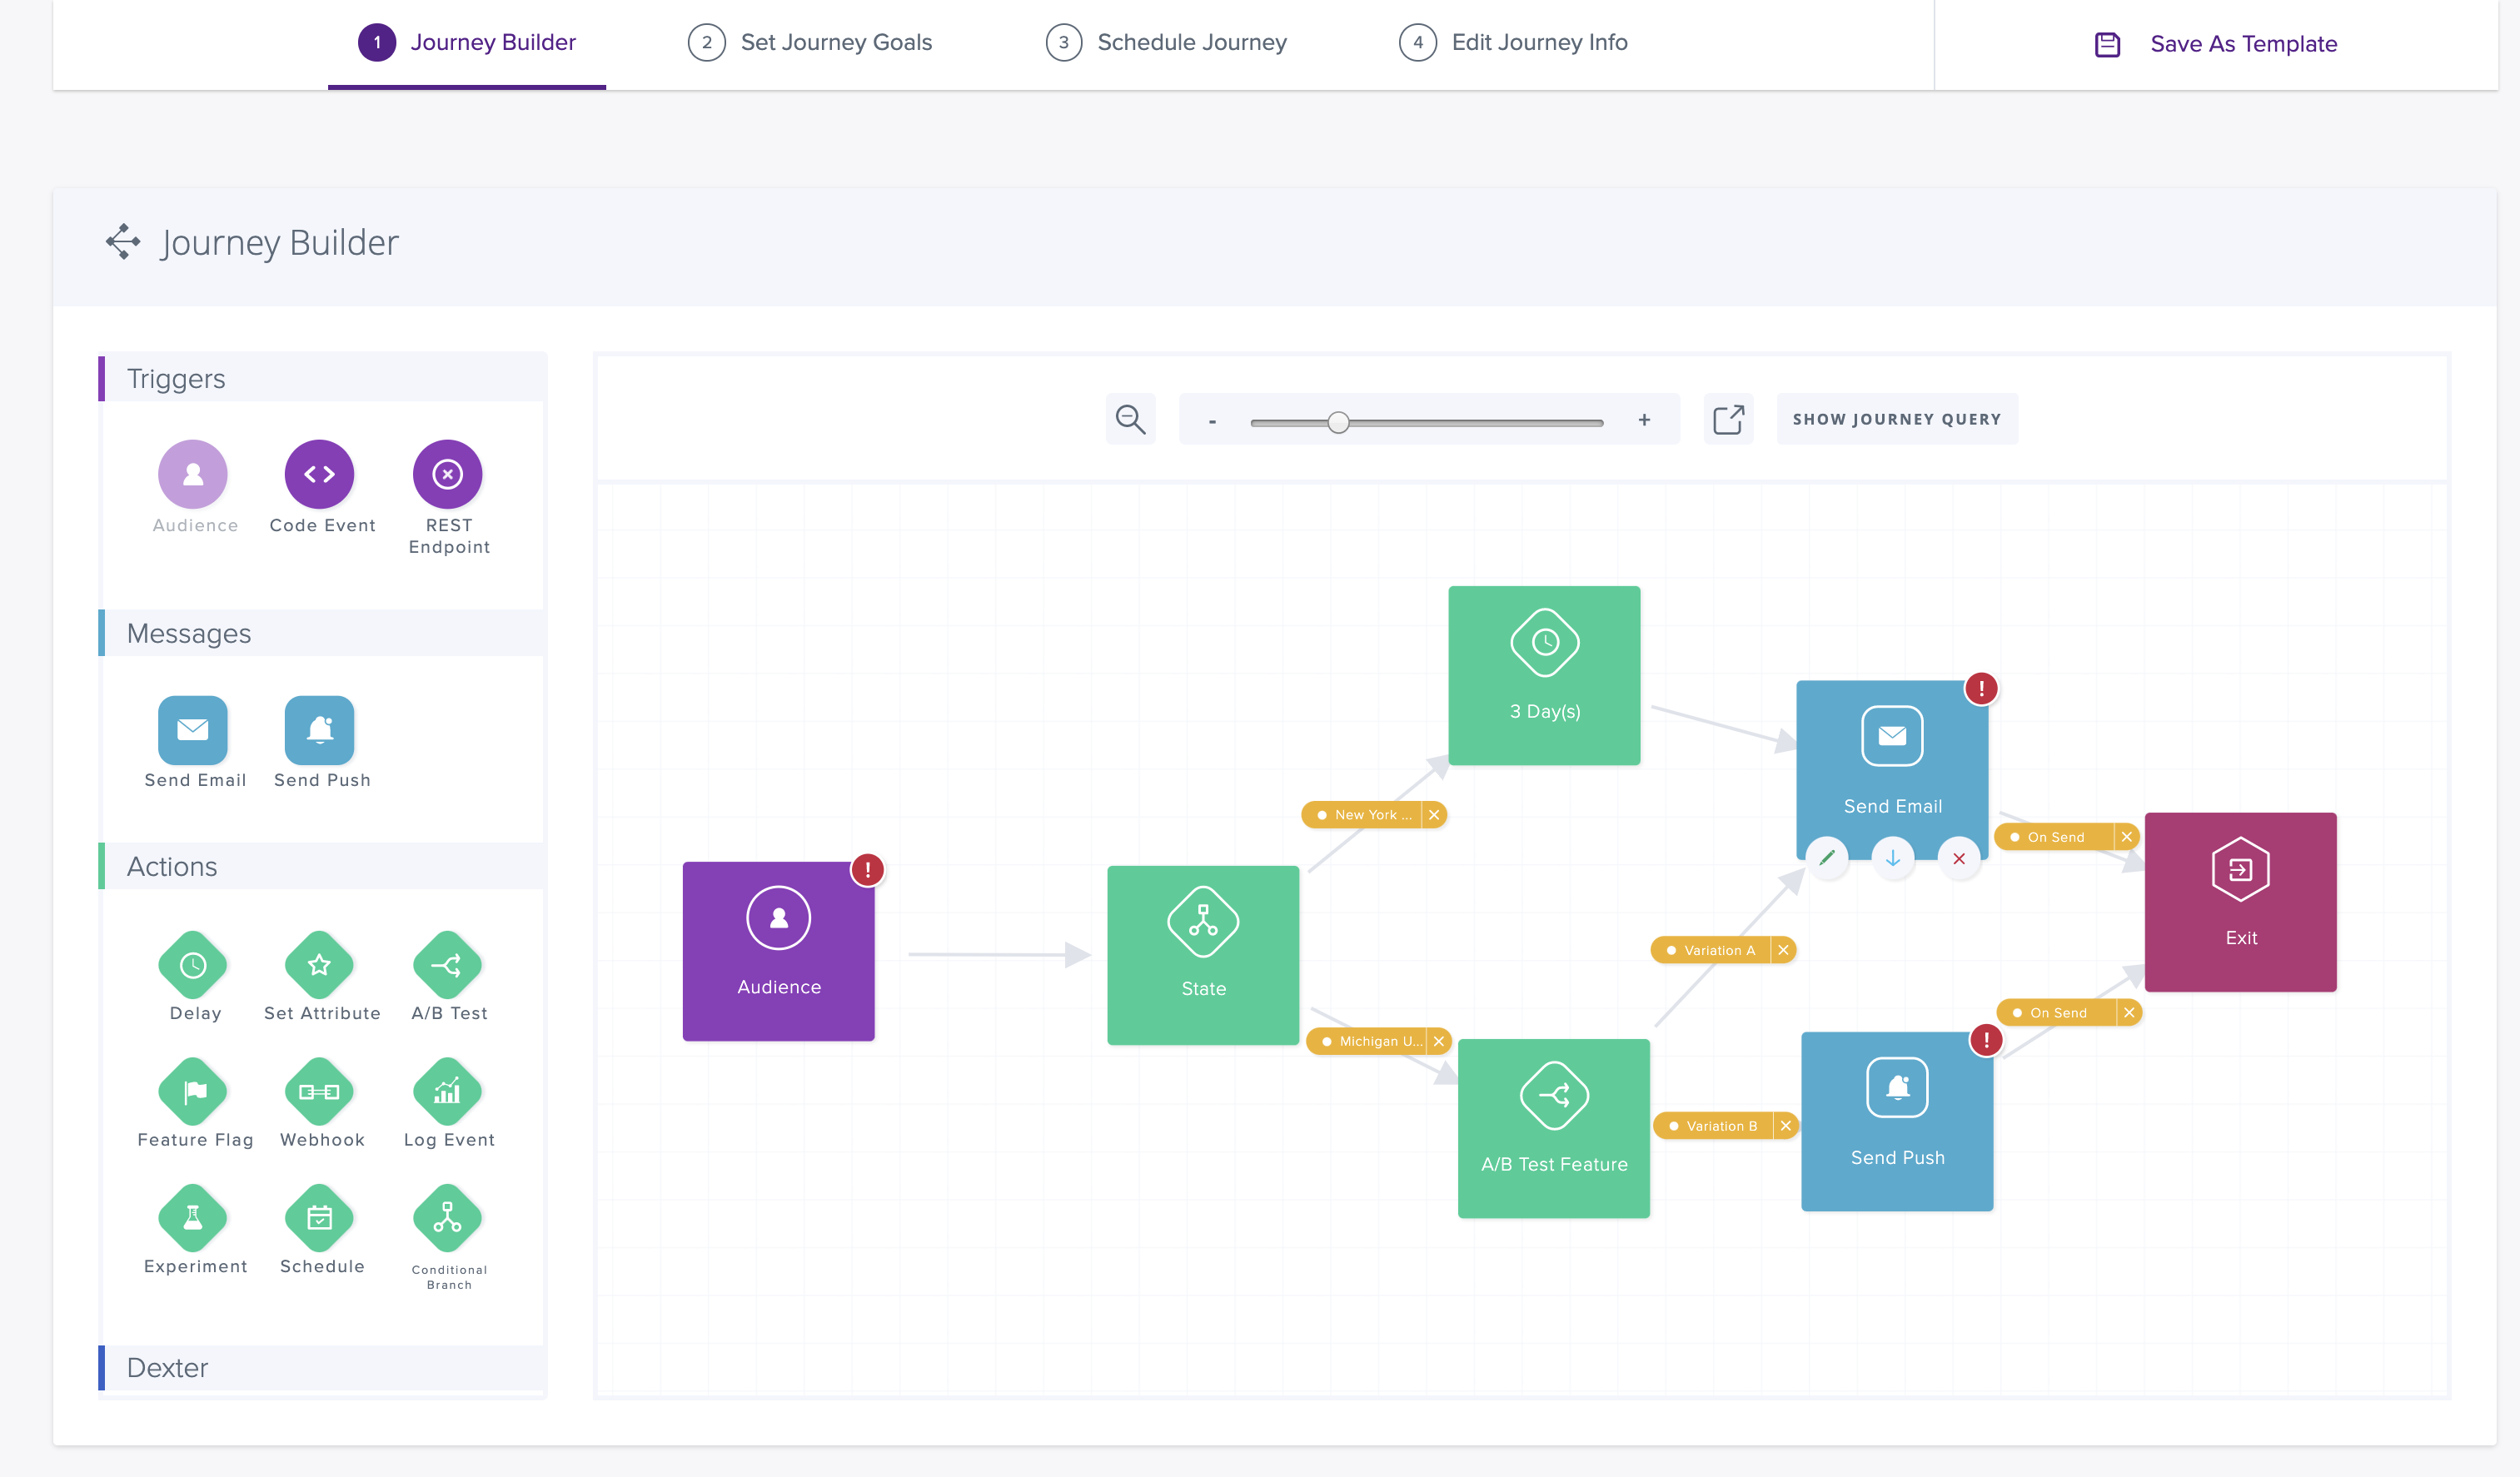 1 Journey Builder
2 Set Journey Goals
3 Schedule Journey
4 Edit Journey Info
Save As Template
Journey Builder
Triggers
Audience
Code Event
REST
Endpoint
Messages
Send Email
Send Push
Actions
Delay
Set Attribute
A/B Test
Feature Flag
Webhook
Log Event
Experiment
Schedule
Conditional
Branch
Dexter
- +
SHOW JOURNEY QUERY
Audience
!
State
New York ...
Michigan U...
3 Day(s)
A/B Test Feature
Variation A
Variation B
Send Email
!
Send Push
!
On Send
On Send
Exit